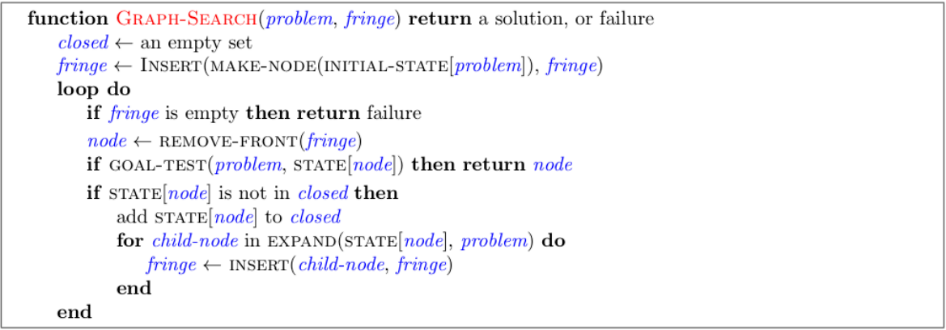 function GRAPH-SEARCH(problem, fringe) return a solution, or failure
closed ← an empty set
fringe ← INSERT(MAKE-NODE(INITIAL-STATE[problem]), fringe)
loop do
if fringe is empty then return failure
node ← REMOVE-FRONT(fringe)
if GOAL-TEST(problem, STATE[node]) then return node
if STATE[node] is not in closed then
add STATE[node] to closed
for child-node in EXPAND(STATE[node], problem) do
fringe ← INSERT(child-node, fringe)
end
end